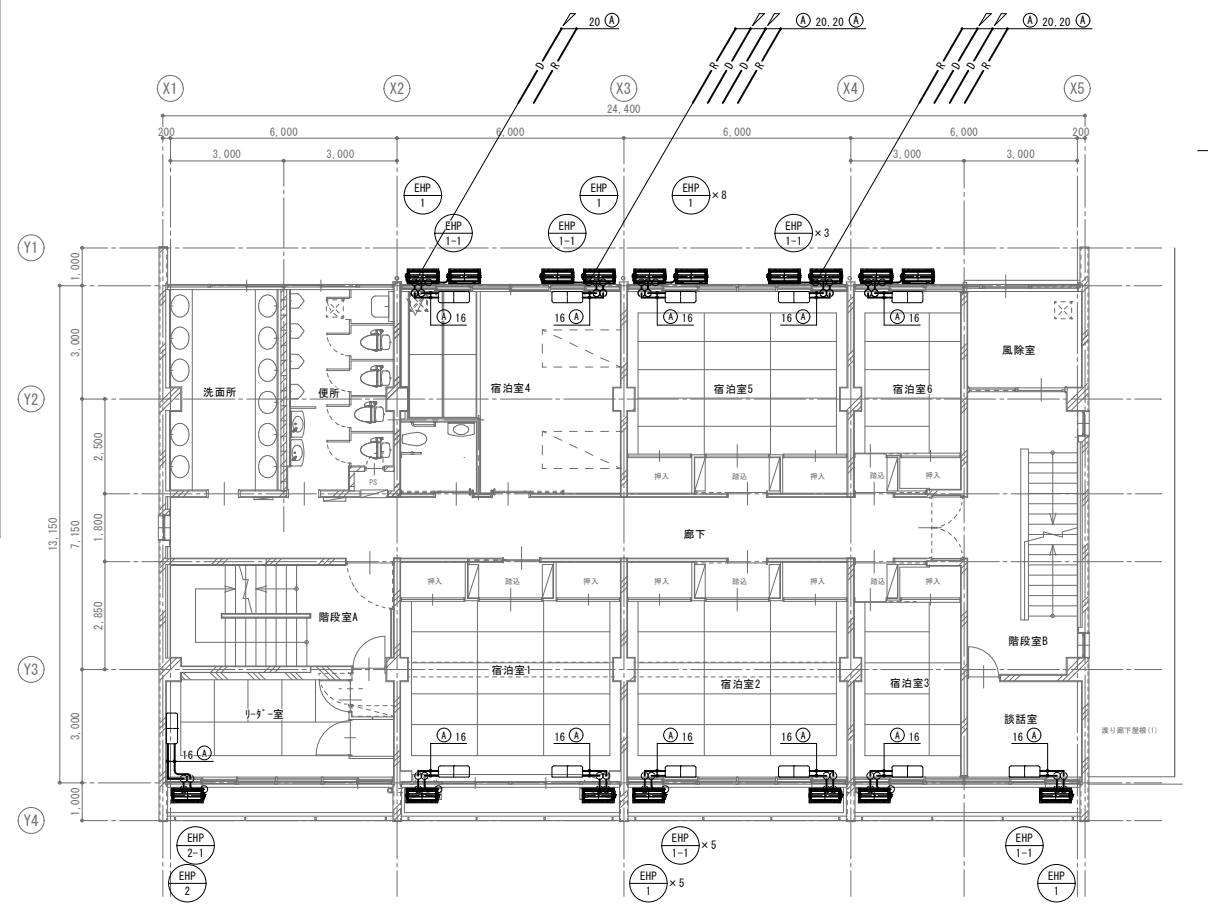 20 Ⓐ
Ⓐ 20,20 Ⓐ
Ⓐ 20,20 Ⓐ
D
R
R
D
D
R
R
D
D
R
X1
X2
X3
X4
X5
24,400
200
6,000
6,000
6,000
6,000
200
3,000
3,000
3,000
3,000
EHP
1
EHP
1
EHP
1
×8
EHP
1-1
EHP
1-1
EHP
1-1
×3
Y1
1,000
Ⓐ 16
16 Ⓐ
Ⓐ 16
16 Ⓐ
Ⓐ 16
3,000
風除室
洗面所
便所
宿泊室4
宿泊室5
宿泊室6
Y2
2,500
PS
押入
踏込
押入
踏込
押入
13,150
7,150
1,800
廊下
押入
踏込
押入
押入
踏込
押入
踏込
押入
2,850
階段室A
階段室B
Y3
宿泊室1
宿泊室2
宿泊室3
3,000
リーダー室
談話室
渡り廊下屋根(1)
16 Ⓐ
Ⓐ 16
16 Ⓐ
Ⓐ 16
16 Ⓐ
Ⓐ 16
16 Ⓐ
1,000
Y4
EHP
2-1
EHP
1-1
×5
EHP
1-1
EHP
2
EHP
1
×5
EHP
1